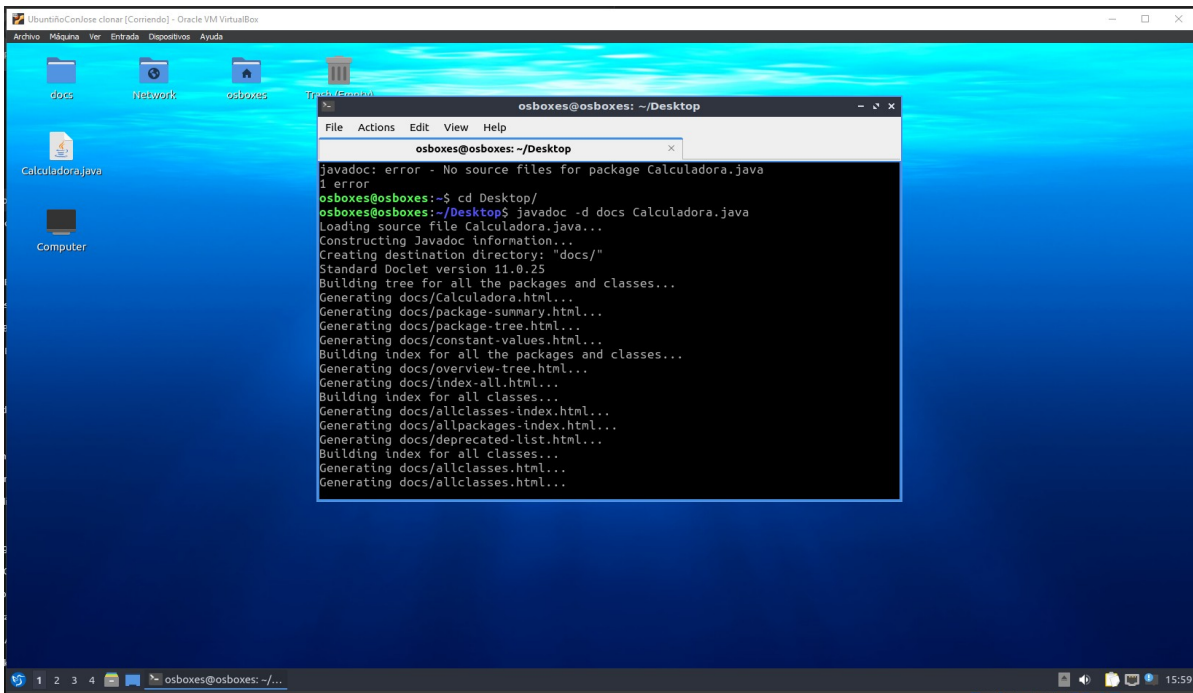 UbuntiñoConJose clonar [Corriendo] - Oracle VM VirtualBox
Archivo Máquina Ver Entrada Dispositivos Ayuda
docs
Network
osboxes
Trash (Empty)
Calculadora.java
Computer
osboxes@osboxes: ~/Desktop
File Actions Edit View Help
osboxes@osboxes: ~/Desktop
javadoc: error - No source files for package Calculadora.java
1 error
osboxes@osboxes:~$ cd Desktop/
osboxes@osboxes:~/Desktop$ javadoc -d docs Calculadora.java
Loading source file Calculadora.java...
Constructing Javadoc information...
Creating destination directory: "docs/"
Standard Doclet version 11.0.25
Building tree for all the packages and classes...
Generating docs/Calculadora.html...
Generating docs/package-summary.html...
Generating docs/package-tree.html...
Generating docs/constant-values.html...
Building index for all the packages and classes...
Generating docs/overview-tree.html...
Generating docs/index-all.html...
Building index for all classes...
Generating docs/allclasses-index.html...
Generating docs/allpackages-index.html...
Generating docs/deprecated-list.html...
Building index for all classes...
Generating docs/allclasses.html...
Generating docs/allclasses.html...
1 2 3 4 osboxes@osboxes: ~/... 15:59